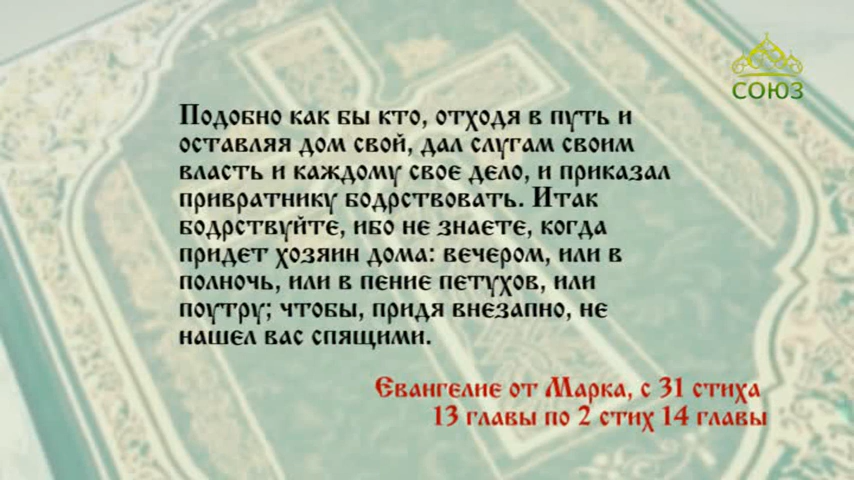 СОЮЗ
Подобно как бы кто, отходя в путь и
оставляя дом свой, дал слугам своим
власть и каждому свое дело, и приказал
привратнику бодрствовать. Итак
бодрствуйте, ибо не знаете, когда
придет хозяин дома: вечером, или в
полночь, или в пение петухов, или
поутру; чтобы, придя внезапно, не
нашел вас спящими.
Евангелие от Марка, с 31 стиха
13 главы по 2 стих 14 главы